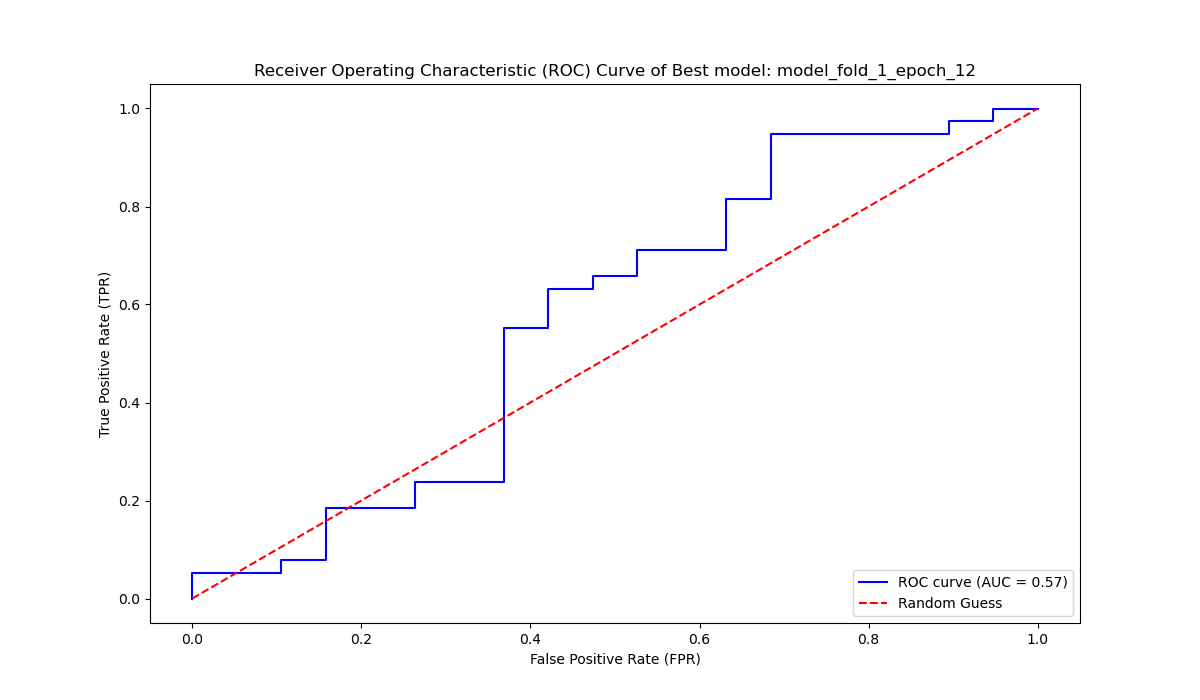 Receiver Operating Characteristic (ROC) Curve of Best model: model_fold_1_epoch_12
1.0
0.8
0.6
0.4
0.2
0.0
True Positive Rate (TPR)
ROC curve (AUC = 0.57)
Random Guess
0.0 0.2 0.4 0.6 0.8 1.0
False Positive Rate (FPR)